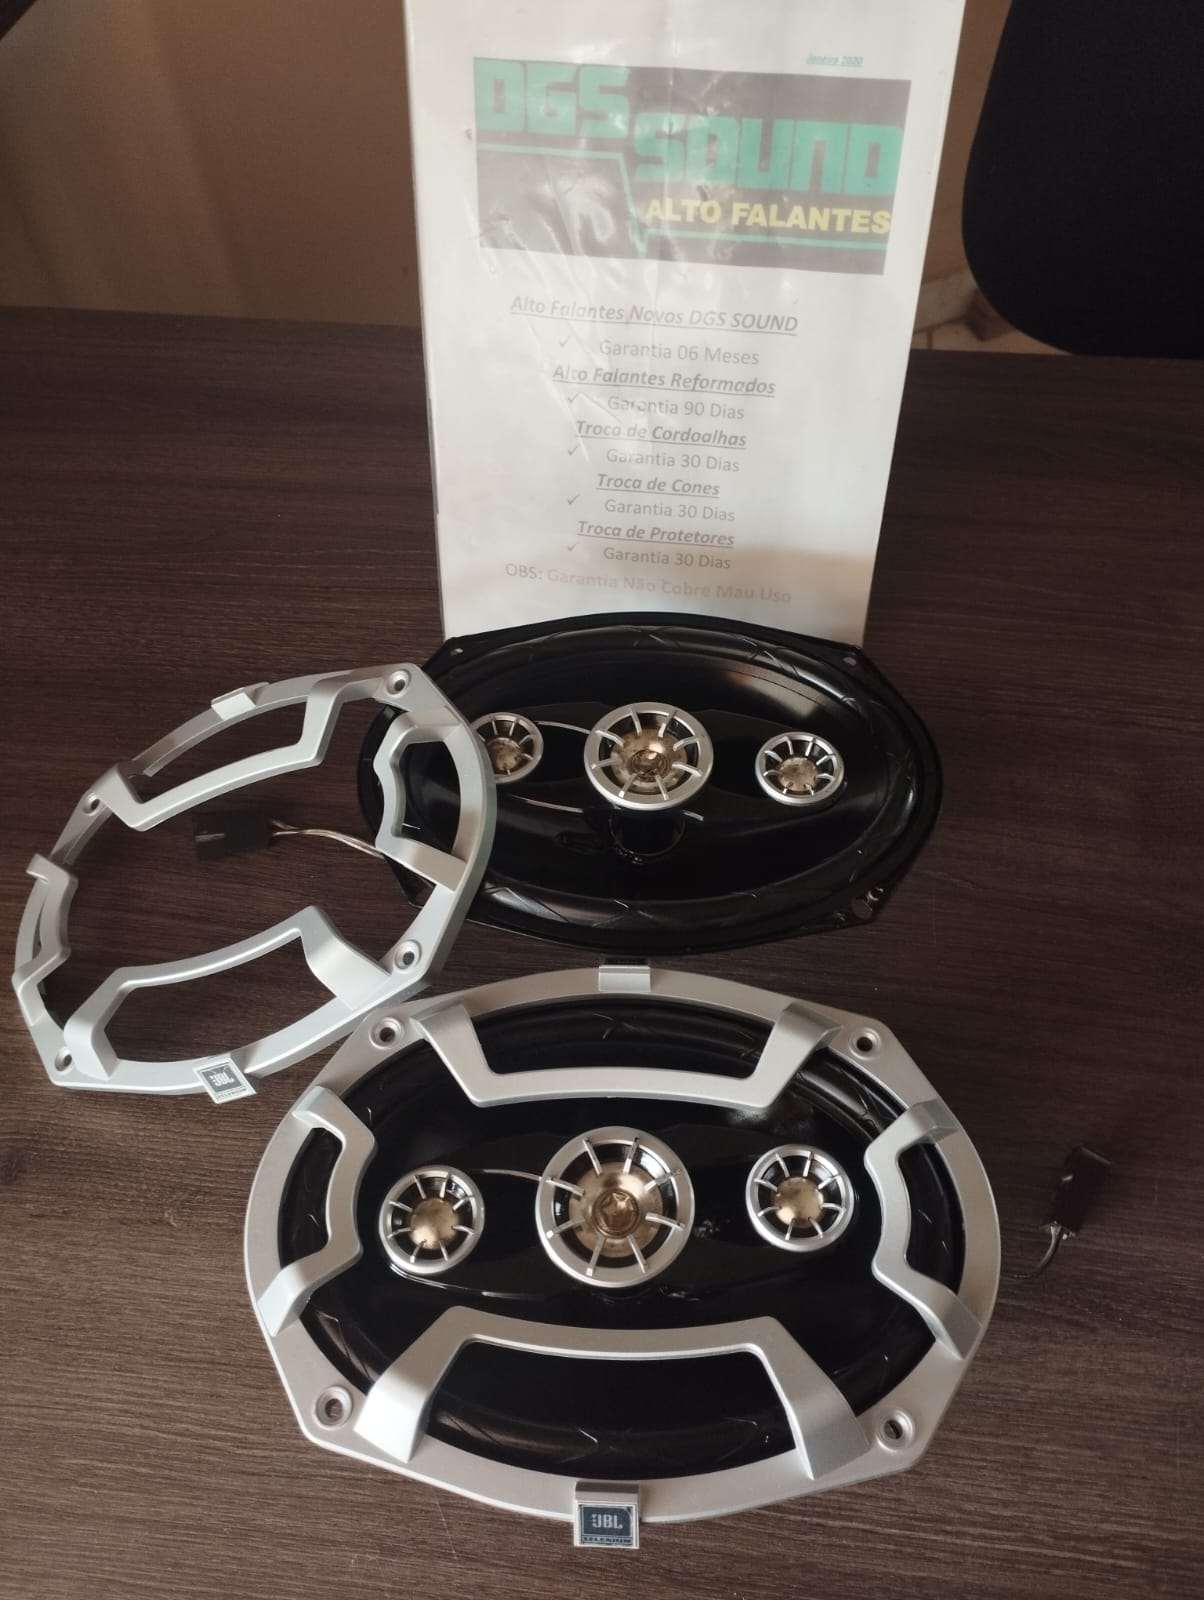 Janeiro 2020
DGS
SOUND
ALTO FALANTES
Alto Falantes Novos DGS SOUND
✓ Garantia 06 Meses
Alto Falantes Reformados
✓ Garantia 90 Dias
Troca de Cordoalhas
✓ Garantia 30 Dias
Troca de Cones
✓ Garantia 30 Dias
Troca de Protetores
✓ Garantia 30 Dias
OBS: Garantia Não Cobre Mau Uso
JBL
SELENIUM
JBL
SELENIUM